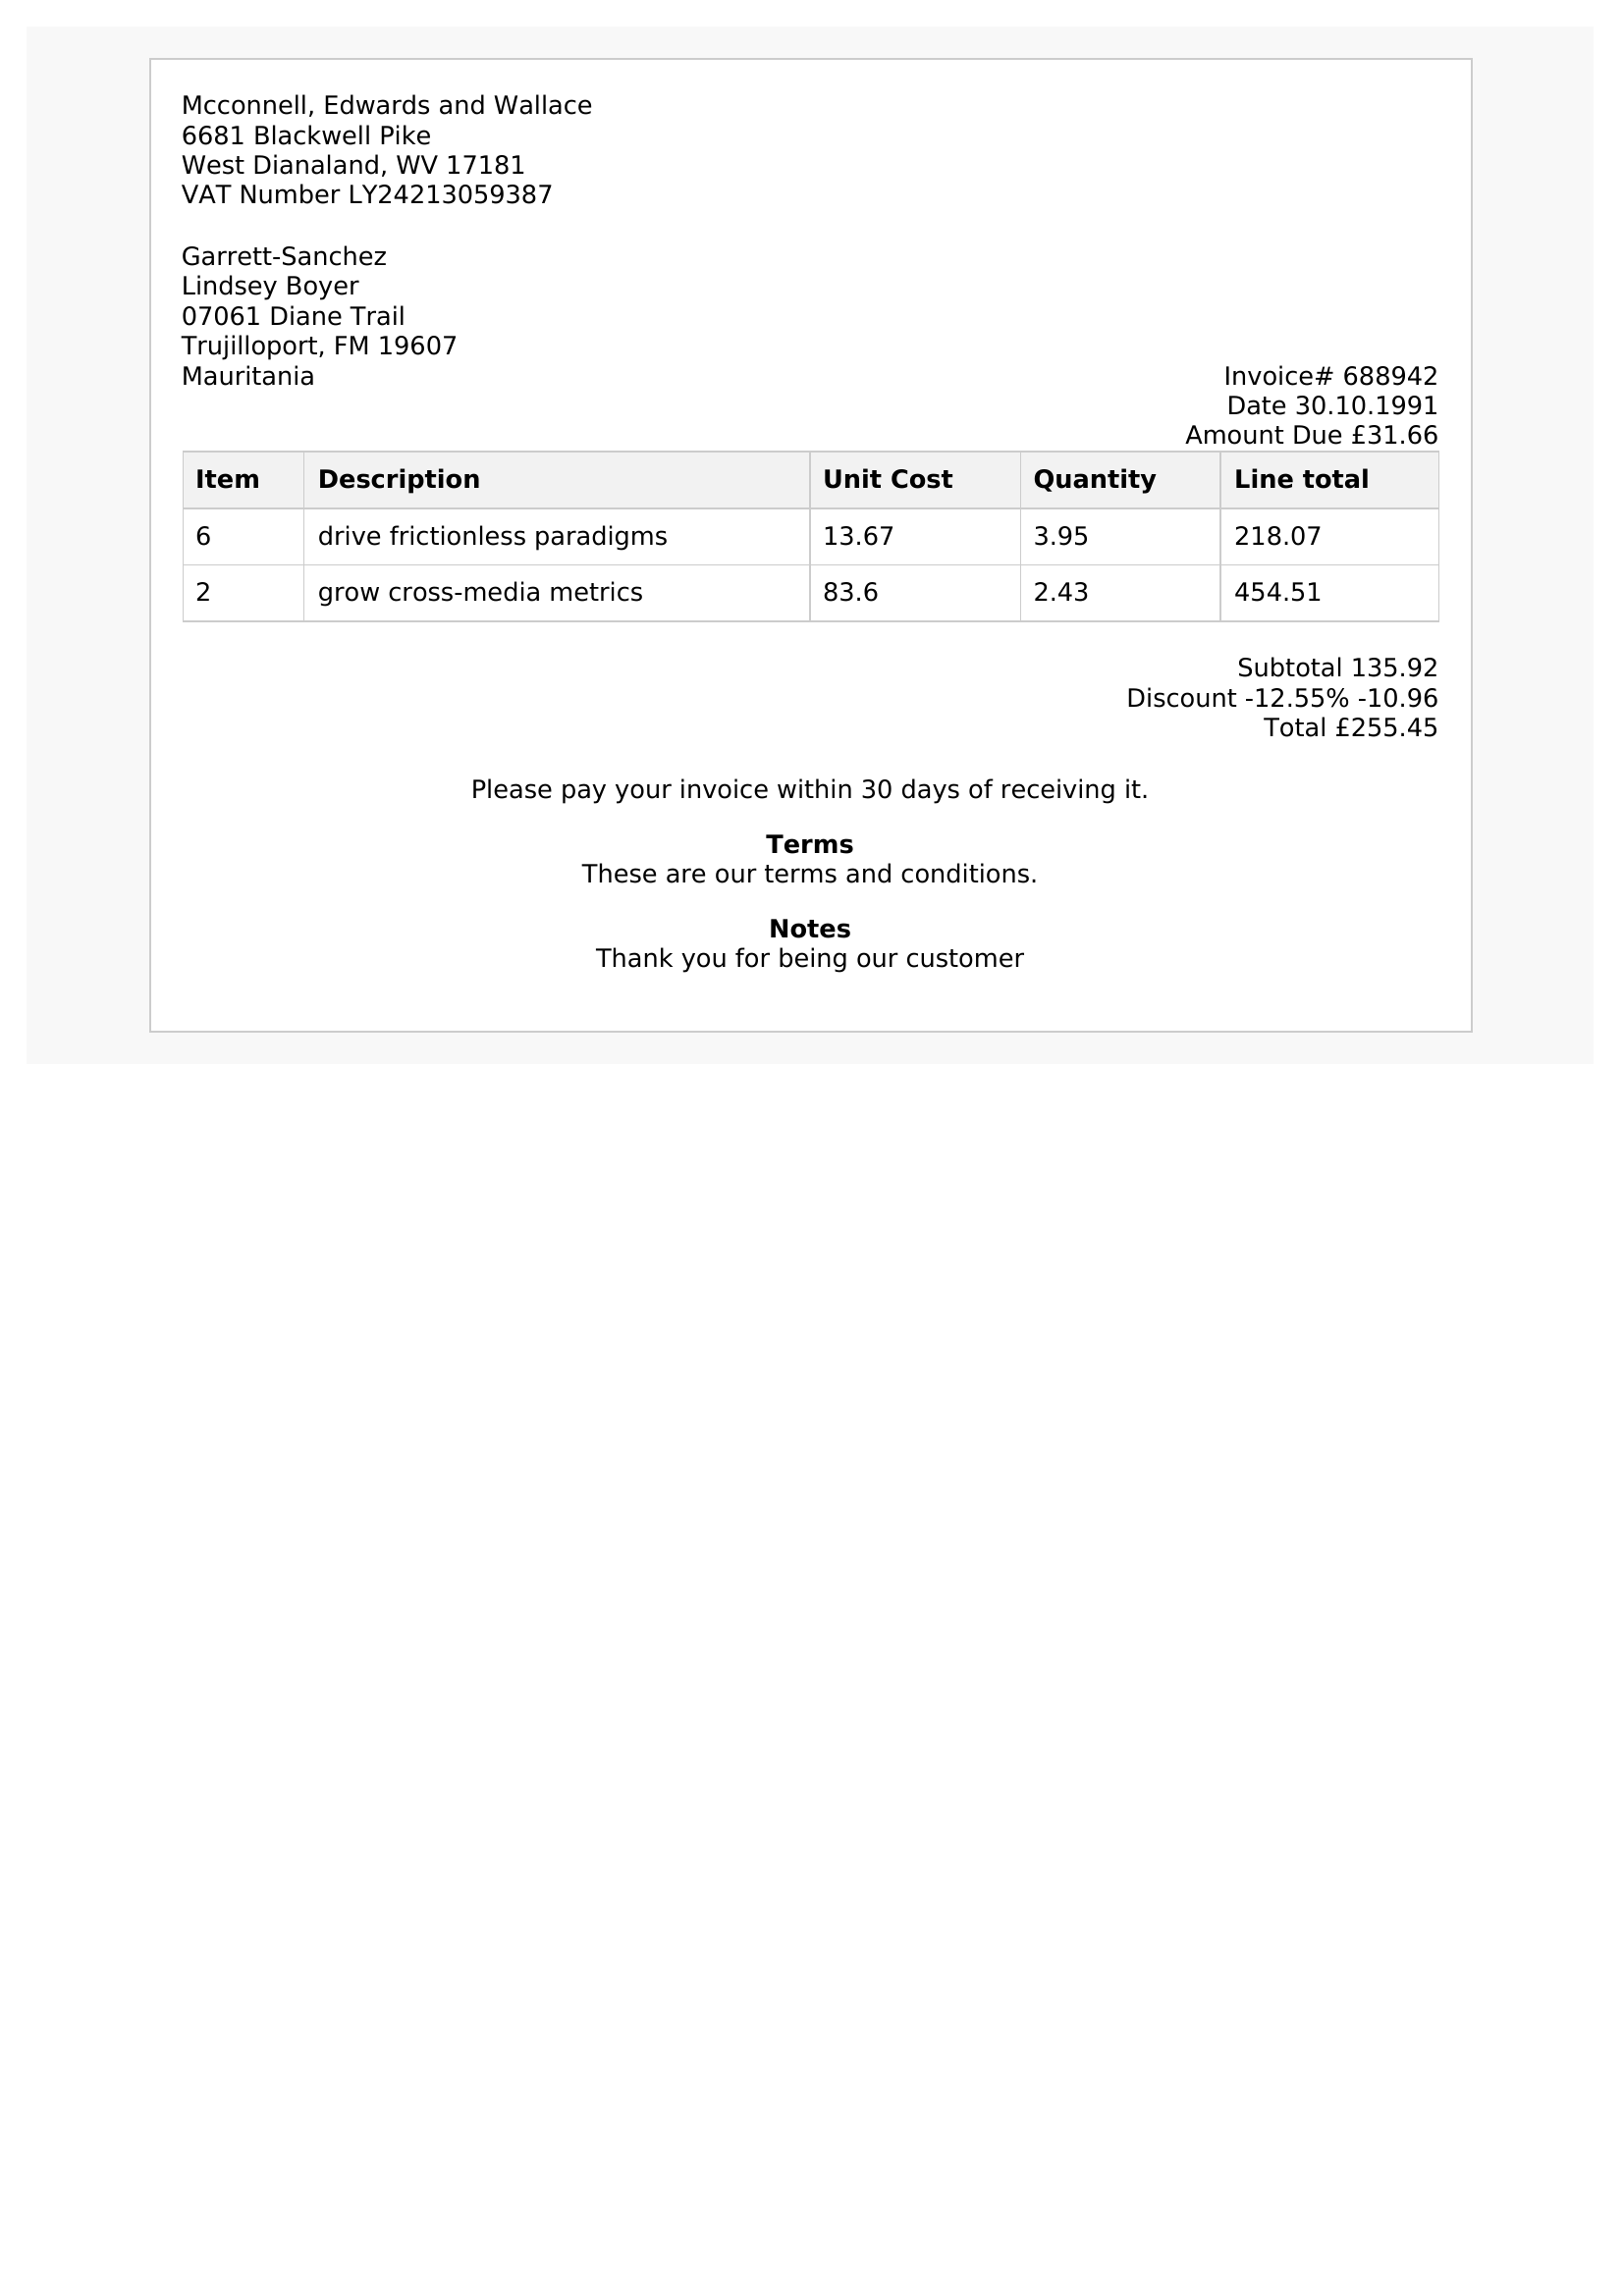 Mcconnell, Edwards and Wallace
6681 Blackwell Pike
West Dianaland, WV 17181
VAT Number LY24213059387
Garrett-Sanchez
Lindsey Boyer
07061 Diane Trail
Trujilloport, FM 19607
Mauritania
Invoice# 688942
Date 30.10.1991
Amount Due £31.66
Item Description Unit Cost Quantity Line total
6 drive frictionless paradigms 13.67 3.95 218.07
2 grow cross-media metrics 83.6 2.43 454.51
Subtotal 135.92
Discount -12.55% -10.96
Total £255.45
Please pay your invoice within 30 days of receiving it.
Terms
These are our terms and conditions.
Notes
Thank you for being our customer